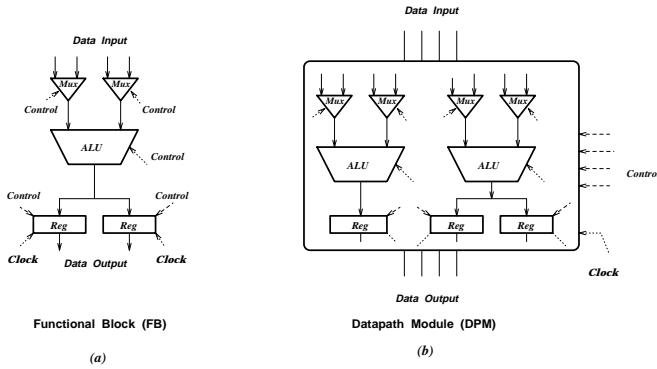 Data Input
Mux Mux
Control Control
ALU
Control
Control Control
Reg Reg
Clock Data Output Clock
Functional Block (FB)
(a)
Data Input
Mux Mux Mux Mux
ALU ALU
Contro
Reg Reg Reg
Clock
Data Output
Datapath Module (DPM)
(b)